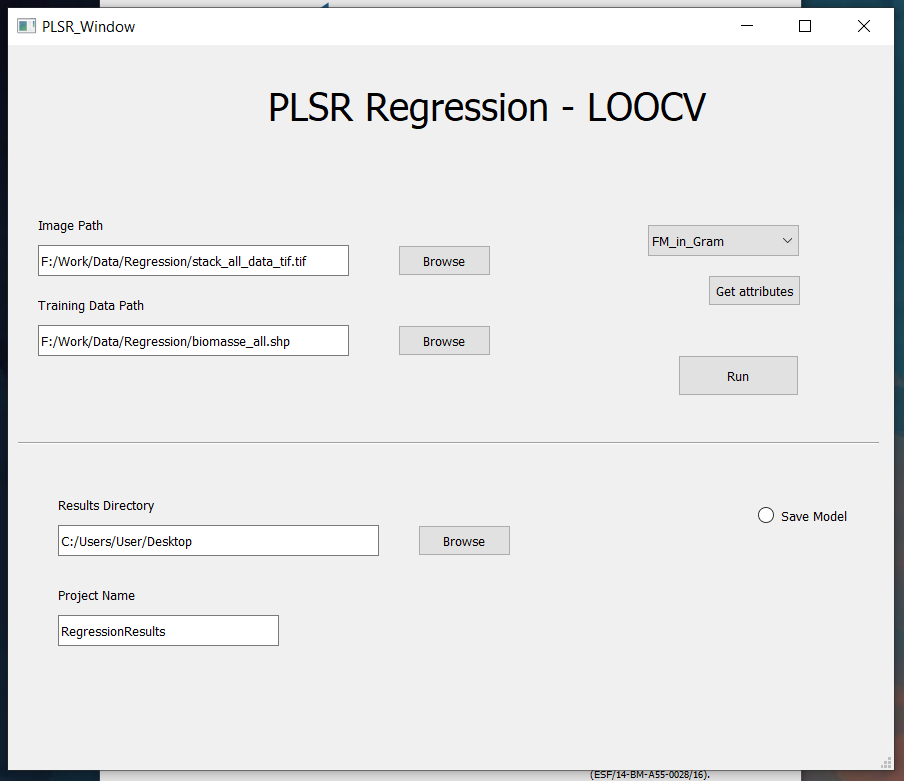 PLSR_Window
PLSR Regression - LOOCV
Image Path
F:/Work/Data/Regression/stack_all_data_tif.tif
Browse
FM_in_Gram
Get attributes
Training Data Path
F:/Work/Data/Regression/biomasse_all.shp
Browse
Run
Results Directory
C:/Users/User/Desktop
Browse
Save Model
Project Name
RegressionResults
(ESF/14-BM-A55-0028/16).